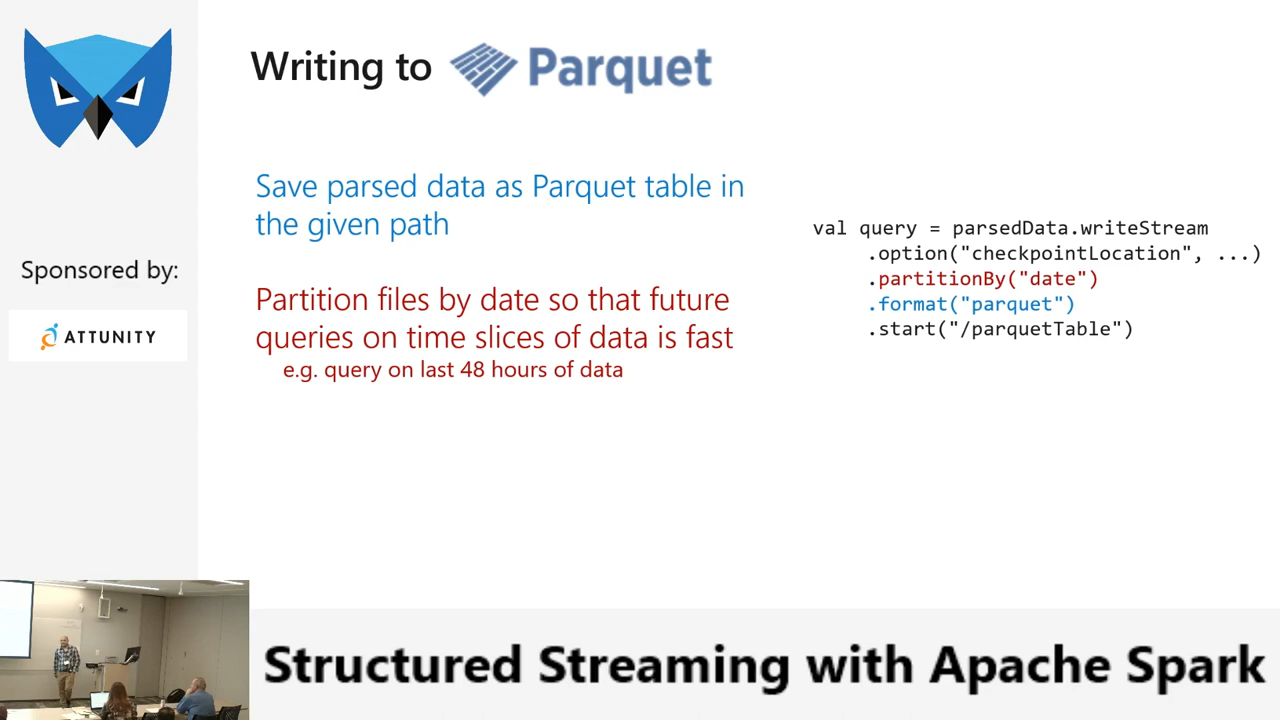 Writing to Parquet
Save parsed data as Parquet table in
the given path
Partition files by date so that future
queries on time slices of data is fast
e.g. query on last 48 hours of data
val query = parsedData.writeStream
.option("checkpointLocation", ...)
.partitionBy("date")
.format("parquet")
.start("/parquetTable")
Sponsored by:
ATTUNITY
Structured Streaming with Apache Spark